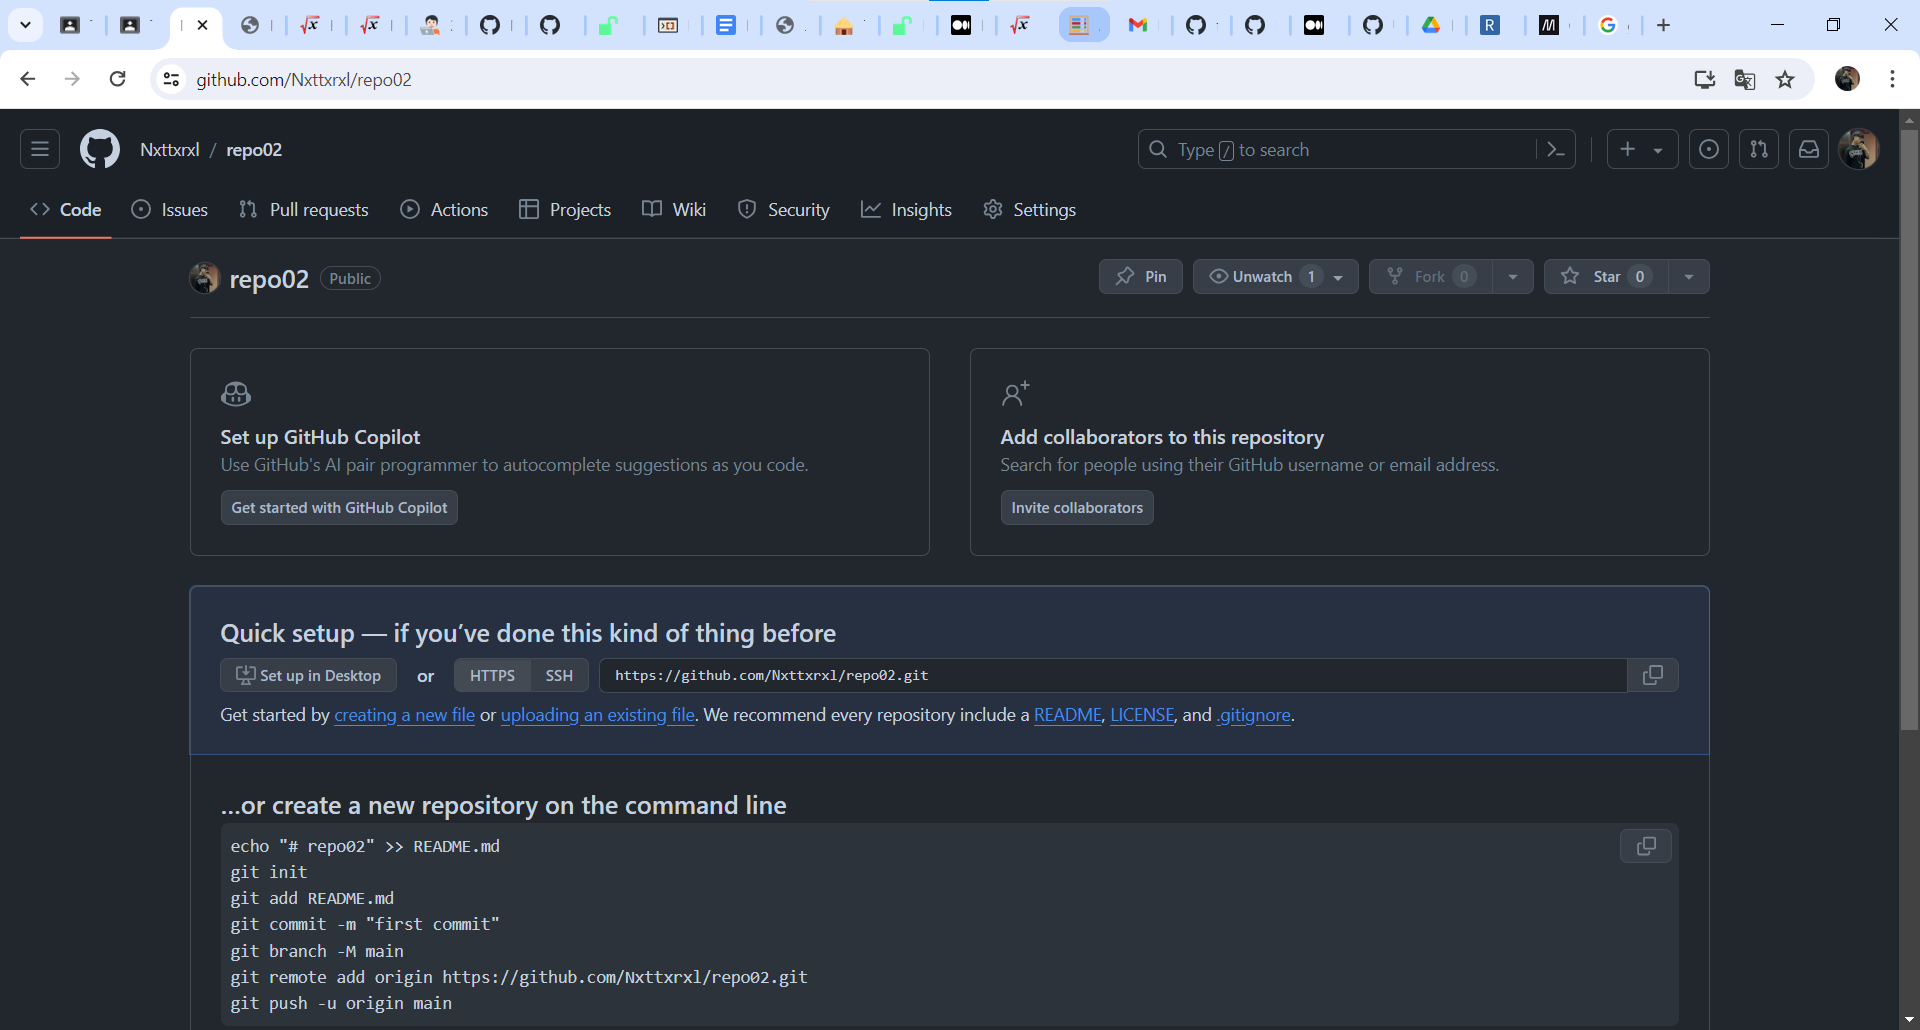 github.com/Nxttxrxl/repo02
Nxttxrxl / repo02
Type / to search
Code Issues Pull requests Actions Projects Wiki Security Insights Settings
repo02 Public
Pin Unwatch 1 Fork 0 Star 0
Set up GitHub Copilot
Use GitHub's AI pair programmer to autocomplete suggestions as you code.
Get started with GitHub Copilot
Add collaborators to this repository
Search for people using their GitHub username or email address.
Invite collaborators
Quick setup — if you’ve done this kind of thing before
Set up in Desktop or HTTPS SSH https://github.com/Nxttxrxl/repo02.git
Get started by creating a new file or uploading an existing file. We recommend every repository include a README, LICENSE, and .gitignore.
…or create a new repository on the command line
echo "# repo02" >> README.md
git init
git add README.md
git commit -m "first commit"
git branch -M main
git remote add origin https://github.com/Nxttxrxl/repo02.git
git push -u origin main